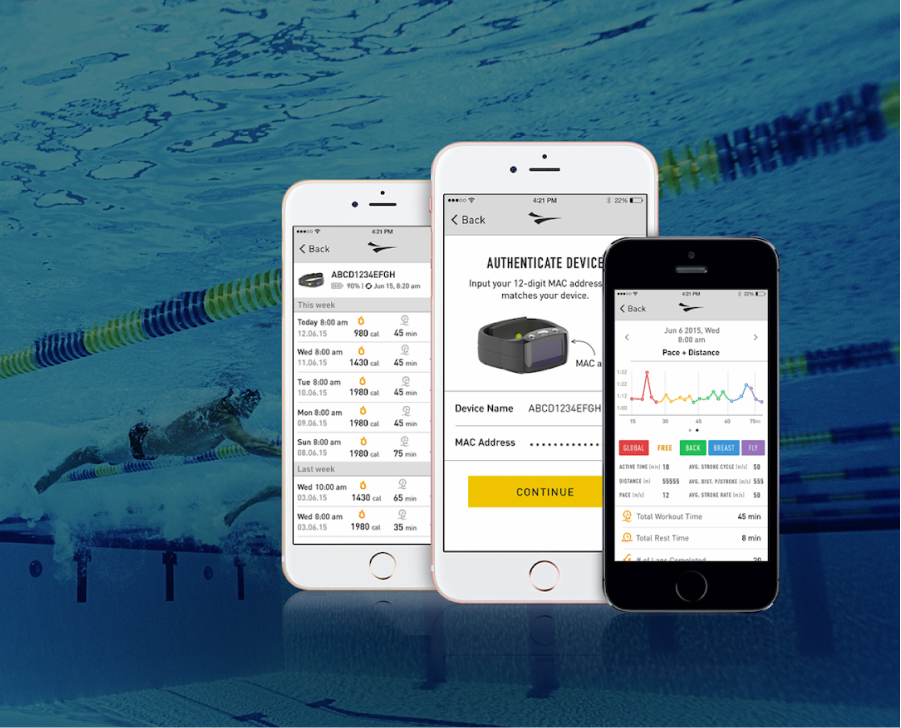 4:21 PM
Back
ABCD1234EFGH
90% | Jun 15, 8:20 am
This week
Today 8:00 am
12.06.15
980 cal
45 min
Wed 8:00 am
11.06.15
1430 cal
45 min
Tue 8:00 am
10.06.15
1980 cal
45 min
Mon 8:00 am
09.06.15
1980 cal
45 min
Sun 8:00 am
08.06.15
1980 cal
75 min
Last week
Wed 10:00 am
03.06.15
1430 cal
65 min
Wed 8:00 am
03.06.15
1980 cal
35 min
4:21 PM
22%
Back
AUTHENTICATE DEVICE
Input your 12-digit MAC address
matches your device.
MAC a
Device Name ABCD1234EFGH
MAC Address ............
CONTINUE
4:21 PM
22%
Back
Jun 6 2015, Wed
8:00 am
Pace + Distance
1:22
1:22
1:12
1:00
15 30 45 60 75m
GLOBAL FREE BACK BREAST FLY
ACTIVE TIME (min) 10 AVG. STROKE CYCLE (m/s) 50
DISTANCE (m) 55555 AVG. DIST. P/STROKE (m/s) 555
PACE (m/s) 12 AVG. STROKE RATE (m/s) 50
Total Workout Time 45 min
Total Rest Time 8 min
# of Laps Completed